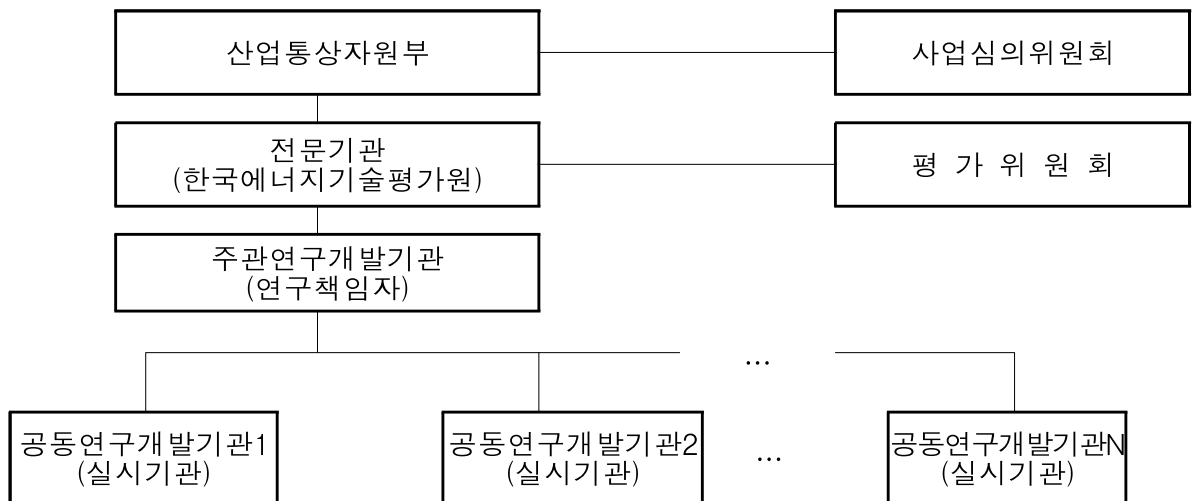 산업통상자원부
사업심의위원회
전문기관
(한국에너지기술평가원)
평 가 위 원 회
주관연구개발기관
(연구책임자)
...
공동연구개발기관1
(실시기관)
공동연구개발기관2
(실시기관)
...
공동연구개발기관N
(실시기관)